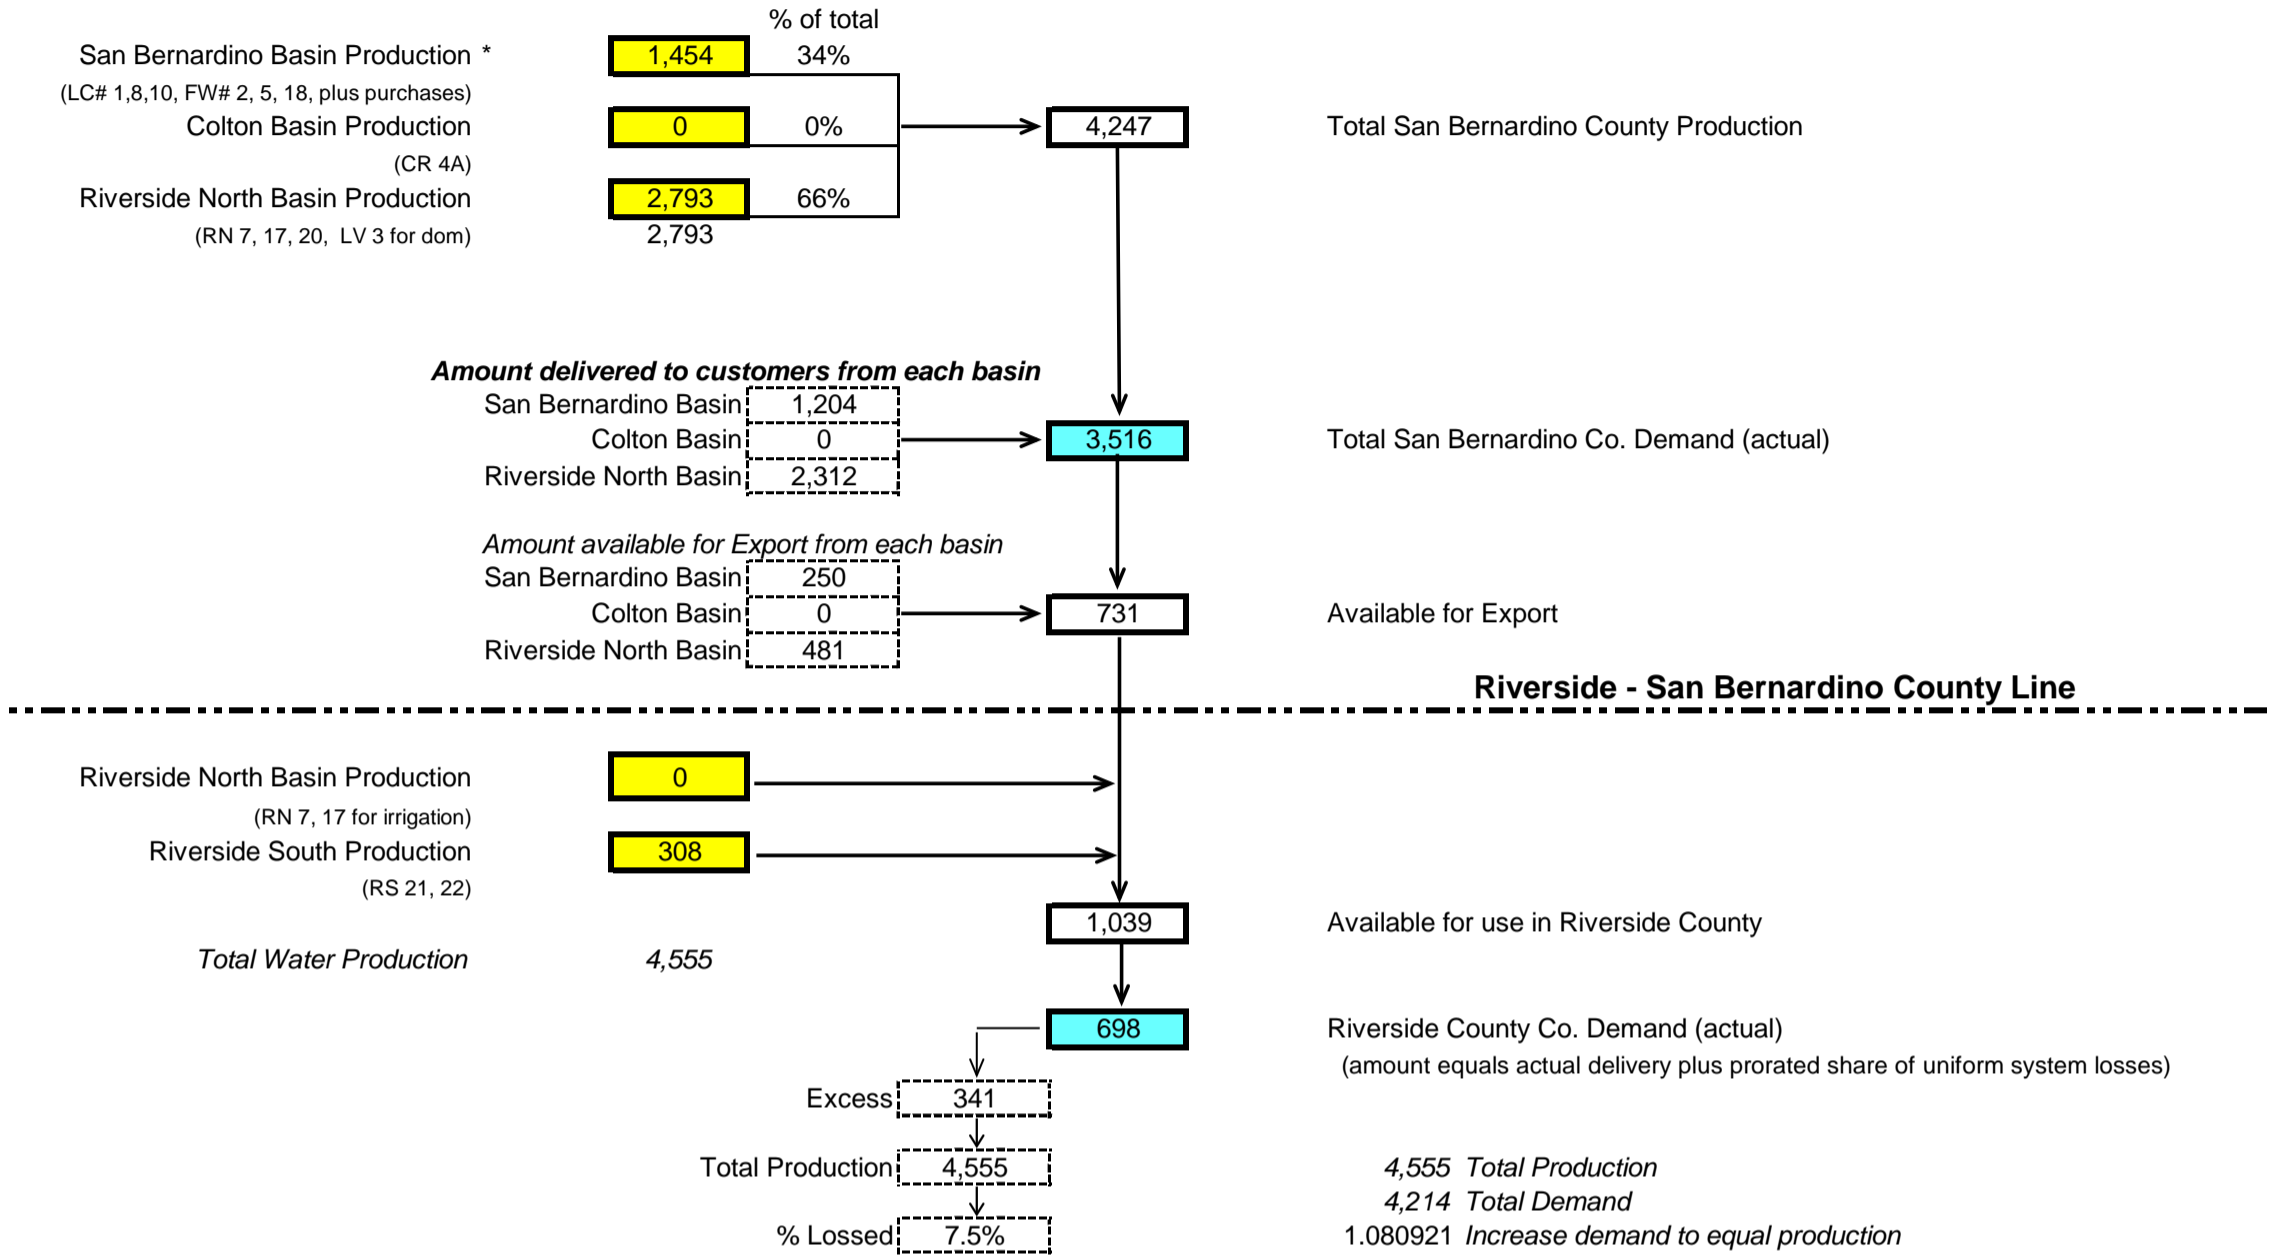 % of total
San Bernardino Basin Production * 1,454 34%
(LC# 1,8,10, FW# 2, 5, 18, plus purchases)
Colton Basin Production 0 0% 4,247 Total San Bernardino County Production
(CR 4A)
Riverside North Basin Production 2,793 66%
(RN 7, 17, 20, LV 3 for dom) 2,793
Amount delivered to customers from each basin
San Bernardino Basin 1,204
Colton Basin 0 3,516 Total San Bernardino Co. Demand (actual)
Riverside North Basin 2,312
Amount available for Export from each basin
San Bernardino Basin 250
Colton Basin 0 731 Available for Export
Riverside North Basin 481
Riverside - San Bernardino County Line
Riverside North Basin Production 0
(RN 7, 17 for irrigation)
Riverside South Production 308
(RS 21, 22)
1,039 Available for use in Riverside County
Total Water Production 4,555
698 Riverside County Co. Demand (actual)
(amount equals actual delivery plus prorated share of uniform system losses)
Excess 341
Total Production 4,555 4,555 Total Production
4,214 Total Demand
% Lossed 7.5% 1.080921 Increase demand to equal production